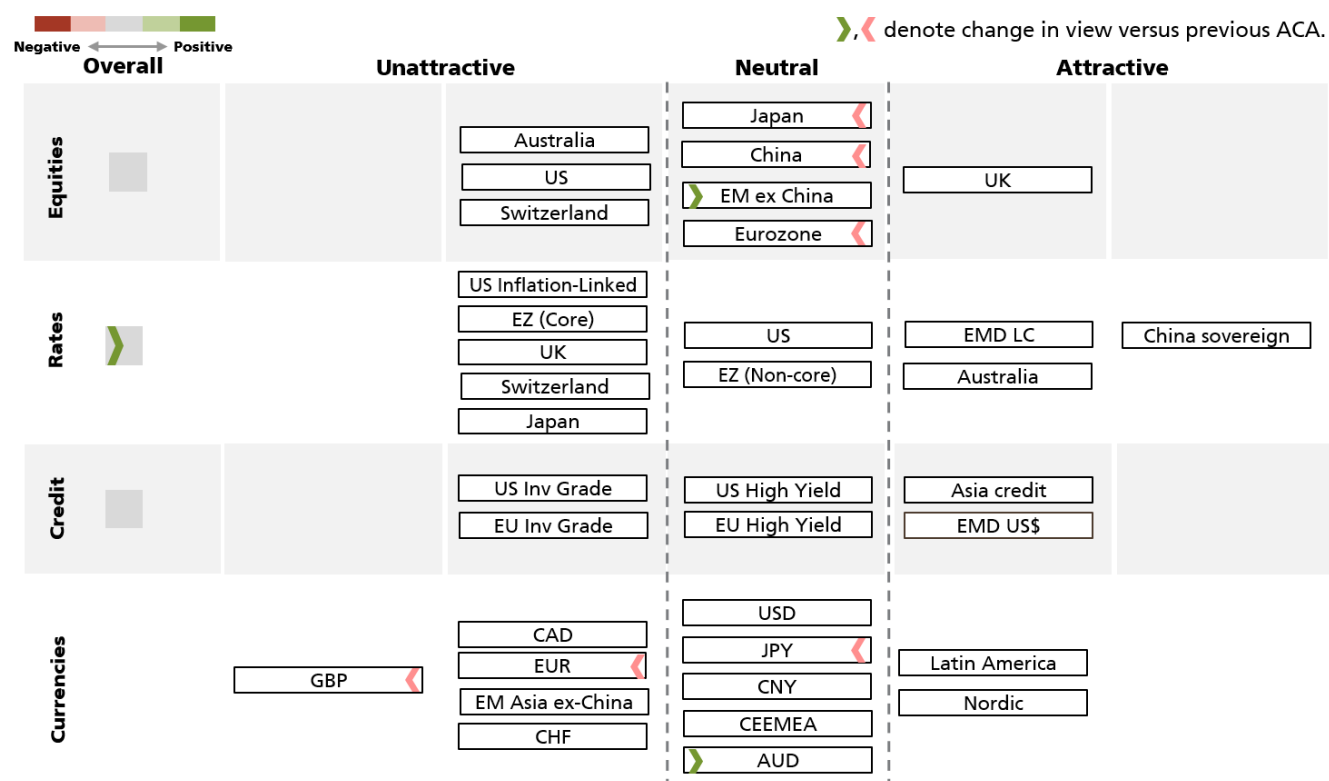 denote change in view versus previous ACA.
Negative Positive
Overall Unattractive Neutral Attractive
Equities
Australia
US
Switzerland
Japan
China
EM ex China
Eurozone
UK
Rates
US Inflation-Linked
EZ (Core)
UK
Switzerland
Japan
US
EZ (Non-core)
EMD LC
Australia
China sovereign
Credit
US Inv Grade
EU Inv Grade
US High Yield
EU High Yield
Asia credit
EMD US$
Currencies
GBP
CAD
EUR
EM Asia ex-China
CHF
USD
JPY
CNY
CEEMEA
AUD
Latin America
Nordic